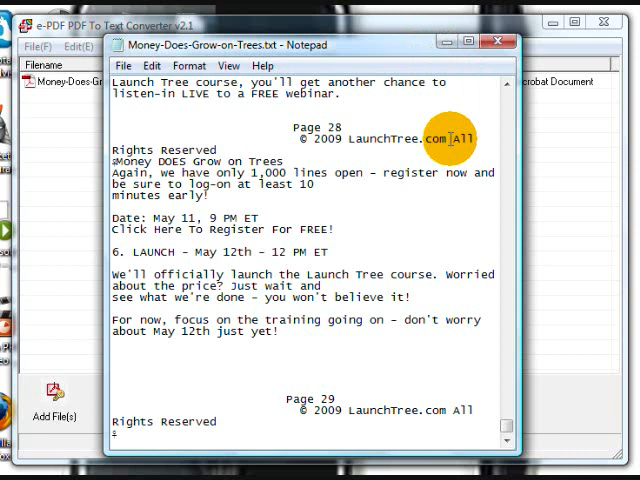 e-PDF PDF To Text Converter v2.1
File(F) Edit(E)
Filename
Money-Does-Gr
crobat Document
Add File(s)
Money-Does-Grow-on-Trees.txt - Notepad
File Edit Format View Help
Launch Tree course, you'll get another chance to
listen-in LIVE to a FREE webinar.
Page 28
© 2009 LaunchTree.com All
Rights Reserved
Money DOES Grow on Trees
Again, we have only 1,000 lines open - register now and
be sure to log-on at least 10
minutes early!
Date: May 11, 9 PM ET
Click Here To Register For FREE!
6. LAUNCH - May 12th - 12 PM ET
We'll officially launch the Launch Tree course. Worried
about the price? Just wait and
see what we're done - you won't believe it!
For now, focus on the training going on - don't worry
about May 12th just yet!
Page 29
© 2009 LaunchTree.com All
Rights Reserved